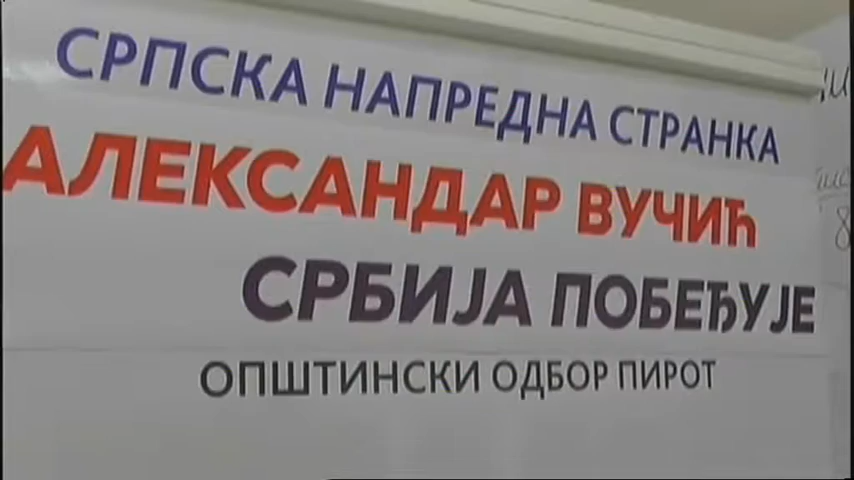 СРПСКА НАПРЕДНА СТРАНКА
АЛЕКСАНДАР ВУЧИЋ
СРБИЈА ПОБЕЂУЈЕ
ОПШТИНСКИ ОДБОР ПИРОТ